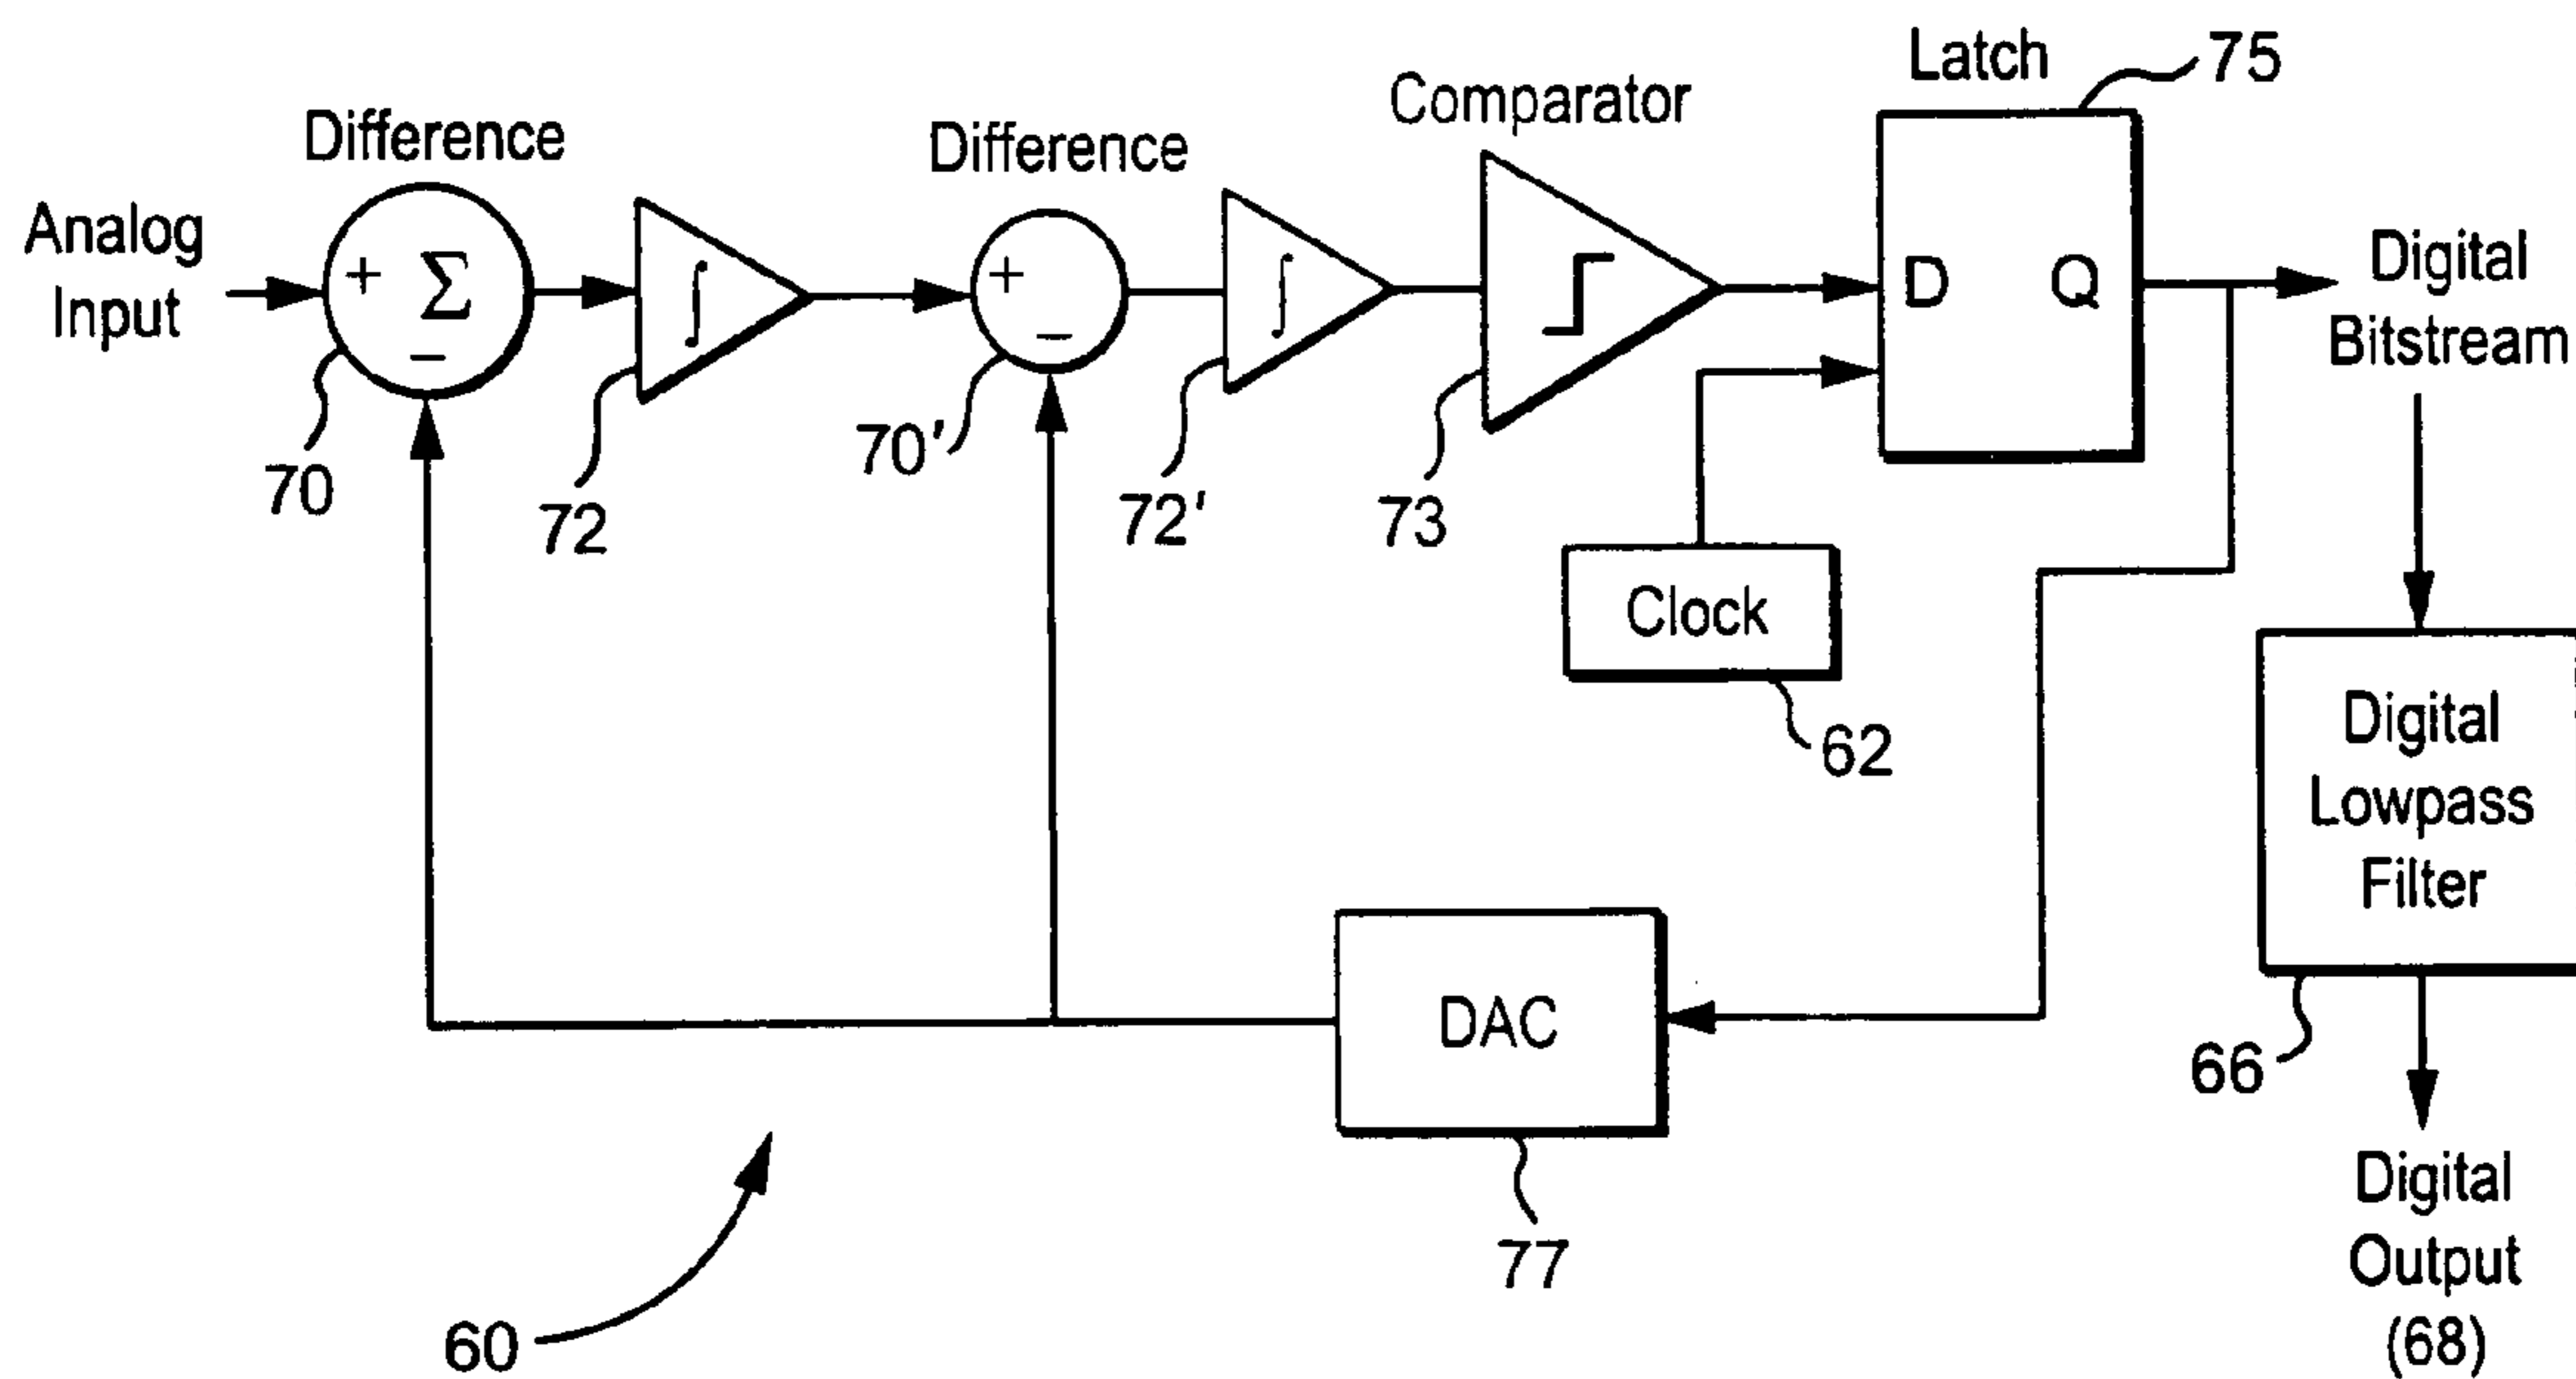 Latch
75
Comparator
Difference
Difference
Analog
Input
+ Σ
−
∫
+
−
∫
D Q
Digital
Bitstream
70
72
70'
72'
73
Clock
62
Digital
Lowpass
Filter
66
DAC
77
Digital
Output
(68)
60